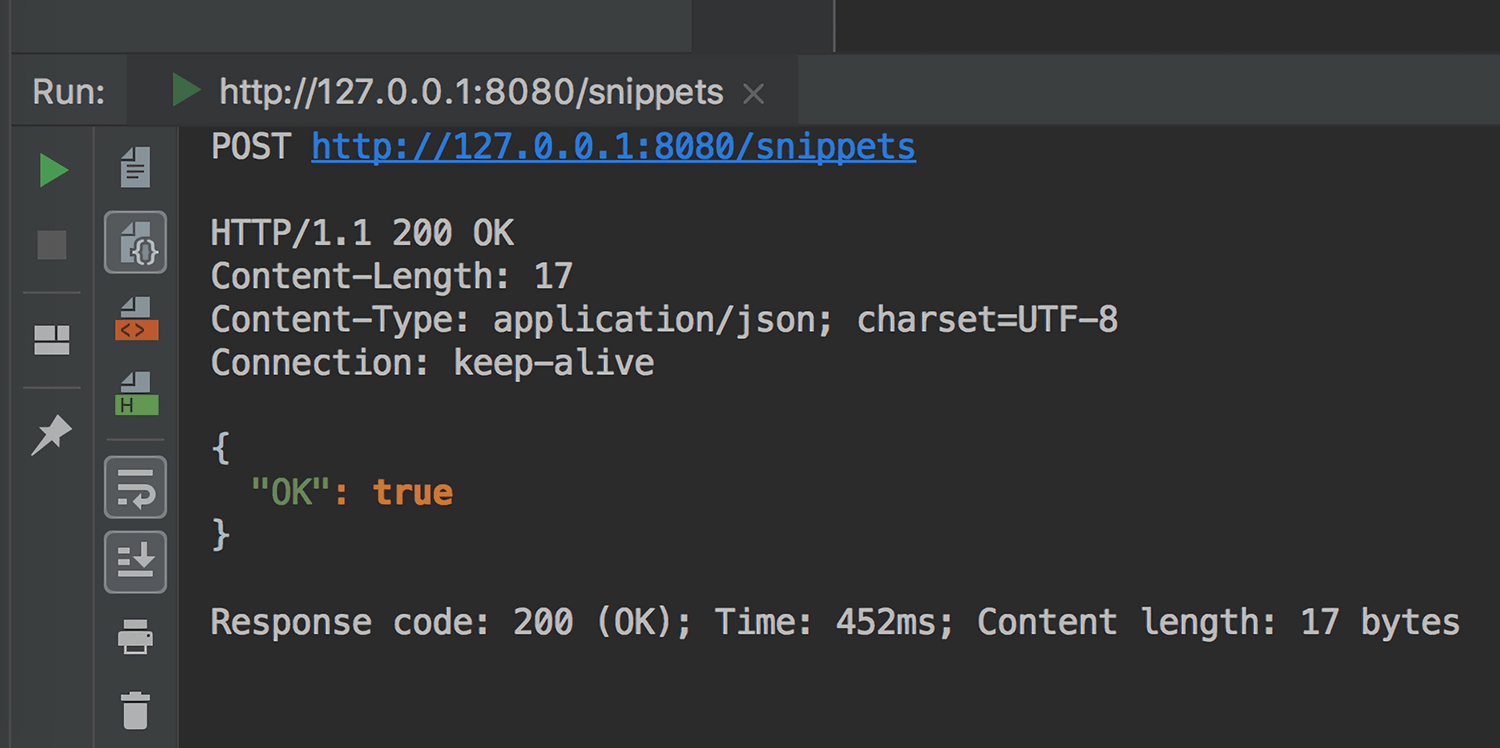 Run: http://127.0.0.1:8080/snippets
POST http://127.0.0.1:8080/snippets
HTTP/1.1 200 OK
Content-Length: 17
Content-Type: application/json; charset=UTF-8
Connection: keep-alive
{
"OK": true
}
Response code: 200 (OK); Time: 452ms; Content length: 17 bytes
H